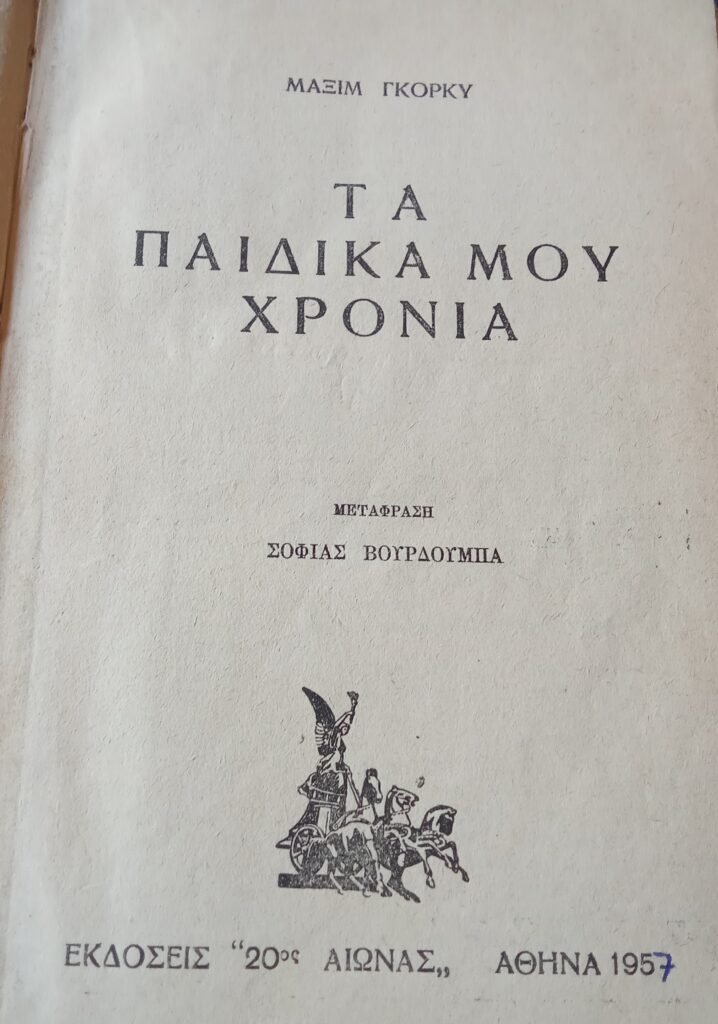 ΜΑΞΙΜ ΓΚΟΡΚΥ
ΤΑ
ΠΑΙΔΙΚΑ ΜΟΥ
ΧΡΟΝΙΑ
ΜΕΤΑΦΡΑΣΗ
ΣΟΦΙΑΣ ΒΟΥΡΔΟΥΜΠΑ
ΕΚΔΟΣΕΙΣ “20ος ΑΙΩΝΑΣ„ ΑΘΗΝΑ 1957